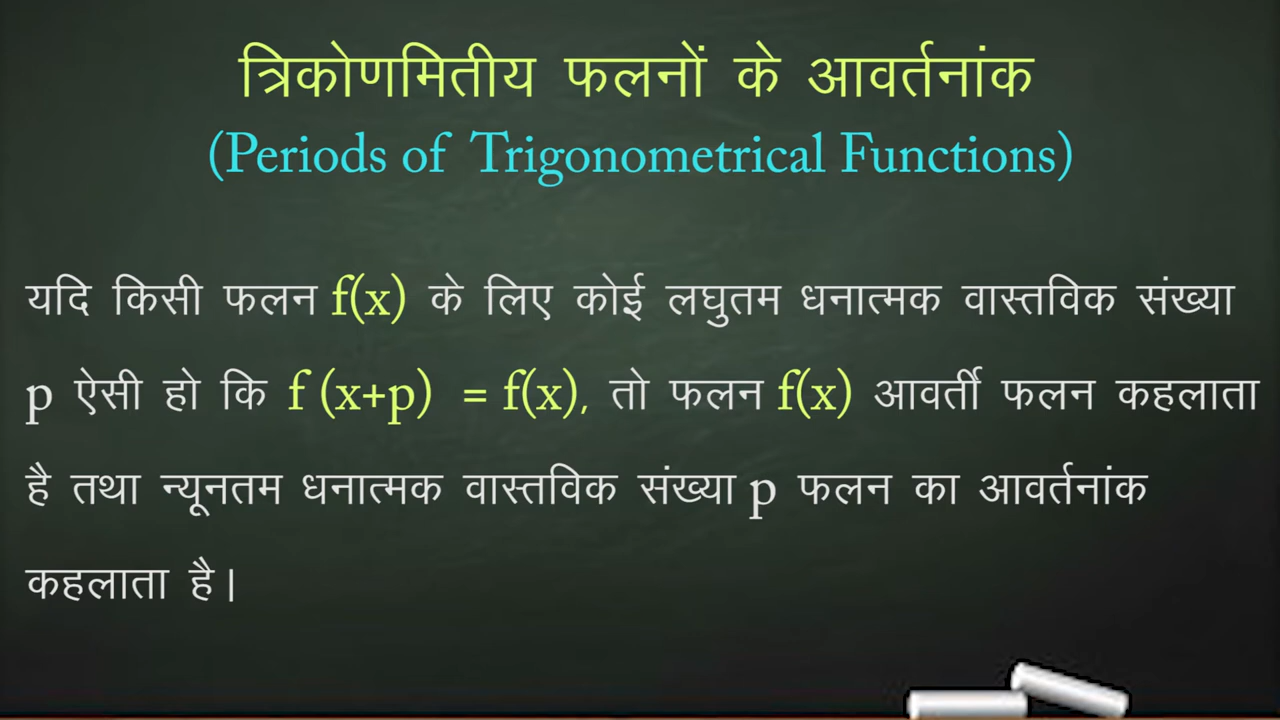 त्रिकोणमितीय फलनों के आवर्तनांक
(Periods of Trigonometrical Functions)
यदि किसी फलन f(x) के लिए कोई लघुतम धनात्मक वास्तविक संख्या
p ऐसी हो कि f (x+p) = f(x), तो फलन f(x) आवर्ती फलन कहलाता
है तथा न्यूनतम धनात्मक वास्तविक संख्या p फलन का आवर्तनांक
कहलाता है।